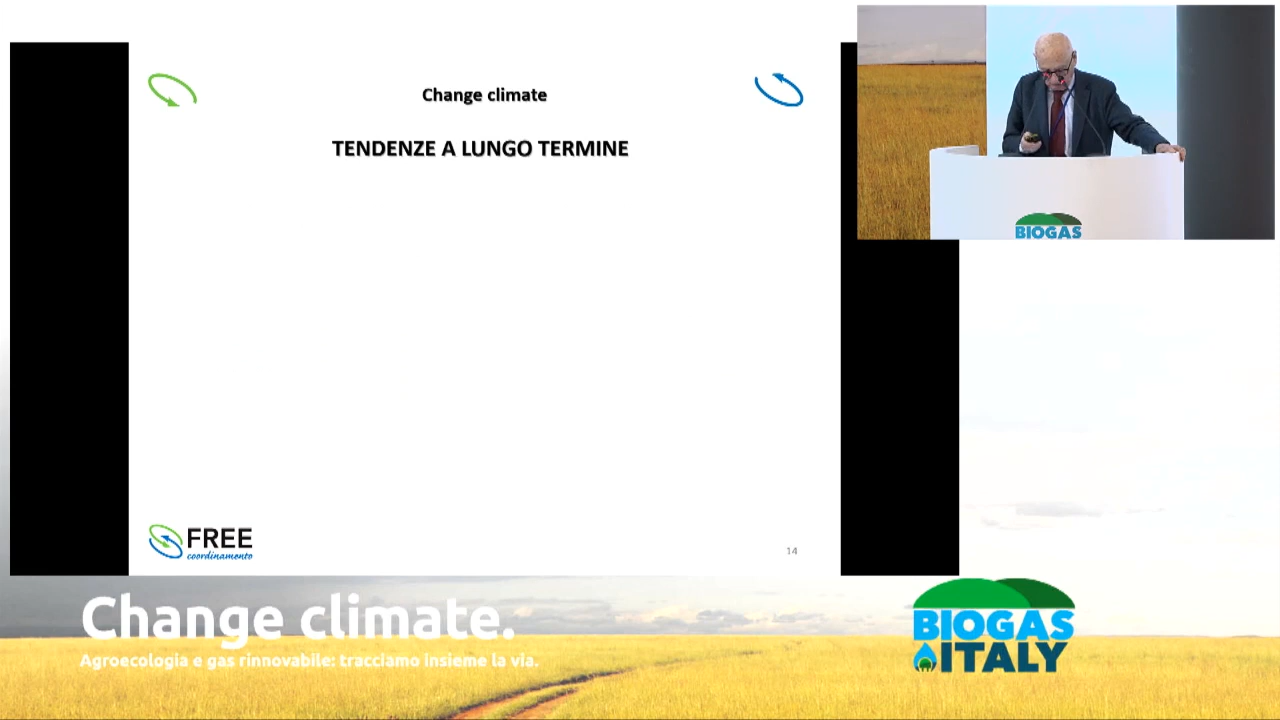 Change climate
TENDENZE A LUNGO TERMINE
BIOGAS
FREE
coordinamento
14
Change climate.
Agroecologia e gas rinnovabile: tracciamo insieme la via.
BIOGAS
ITALY